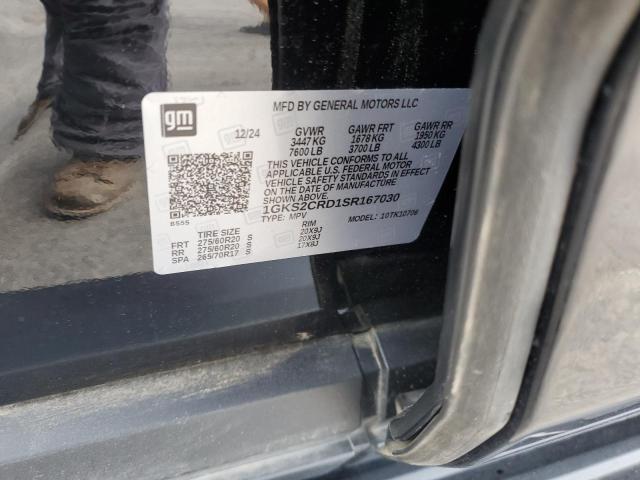 gm
MFD BY GENERAL MOTORS LLC
12/24 GVWR GAWR FRT GAWR RR
3447 KG 1678 KG 1950 KG
7600 LB 3700 LB 4300 LB
THIS VEHICLE CONFORMS TO ALL
APPLICABLE U.S. FEDERAL MOTOR
VEHICLE SAFETY STANDARDS IN EFFECT
ON THE DATE OF MANUFACTURE
SHOWN ABOVE.
1GKS2CRD1SR167030
TYPE: MPV MODEL: 10TK10706
BS5S
TIRE SIZE RIM
FRT 275/60R20 S 20X9J
RR 275/60R20 S 20X9J
SPA 265/70R17 S 17X8J